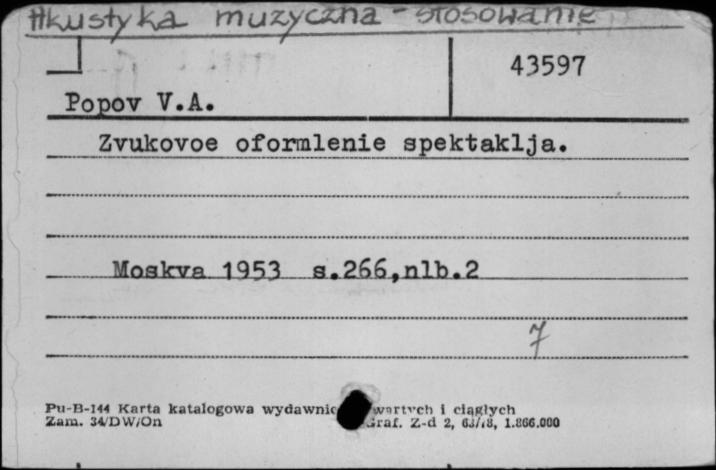 Akustyka muzyczna - stosowanie
43597
Popov V.A.
Zvukovoe oformlenie spektaklja.
Moskva 1953 s.266,nlb.2
7
Pu-B-144 Karta katalogowa wydawnic wartych i ciągłych
Zam. 34/DW/On Graf. Z-d 2, 1.866.000